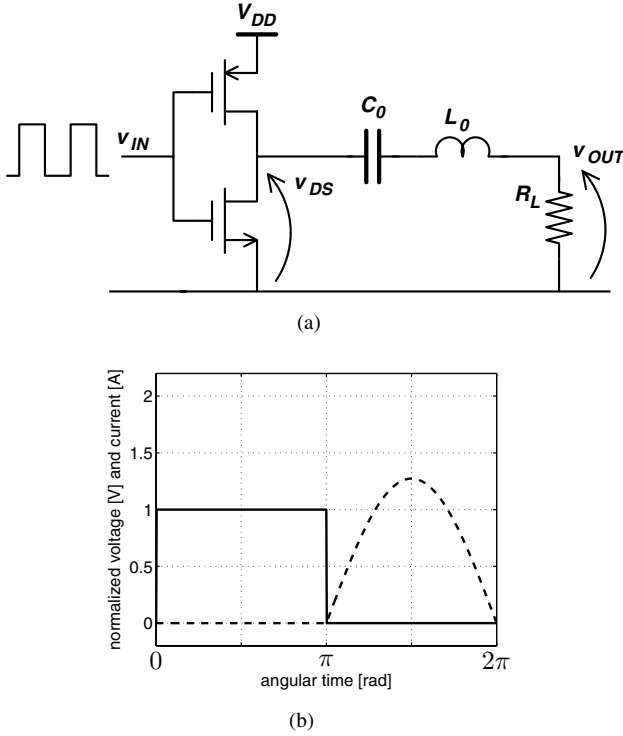 V_DD
C_0
L_0
v_IN
v_DS
v_OUT
R_L
(a)
normalized voltage [V] and current [A]
2
1.5
1
0.5
0
0
π
2π
angular time [rad]
(b)